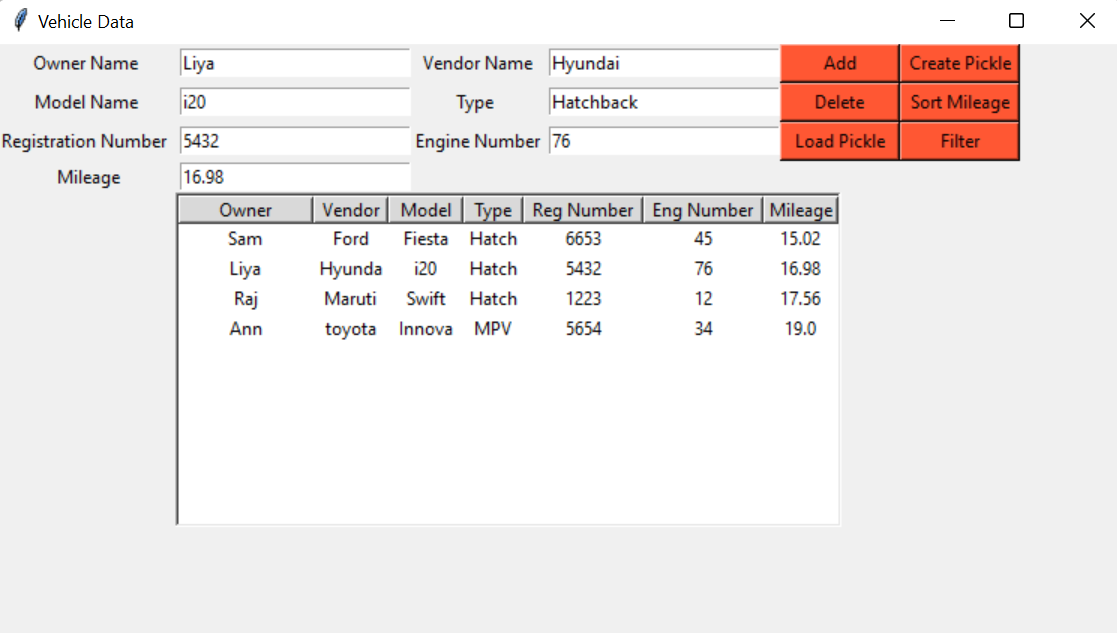 Vehicle Data
Owner Name Liya Vendor Name Hyundai Add Create Pickle
Model Name i20 Type Hatchback Delete Sort Mileage
Registration Number 5432 Engine Number 76 Load Pickle Filter
Mileage 16.98
Owner Vendor Model Type Reg Number Eng Number Mileage
Sam Ford Fiesta Hatch 6653 45 15.02
Liya Hyunda i20 Hatch 5432 76 16.98
Raj Maruti Swift Hatch 1223 12 17.56
Ann toyota Innova MPV 5654 34 19.0